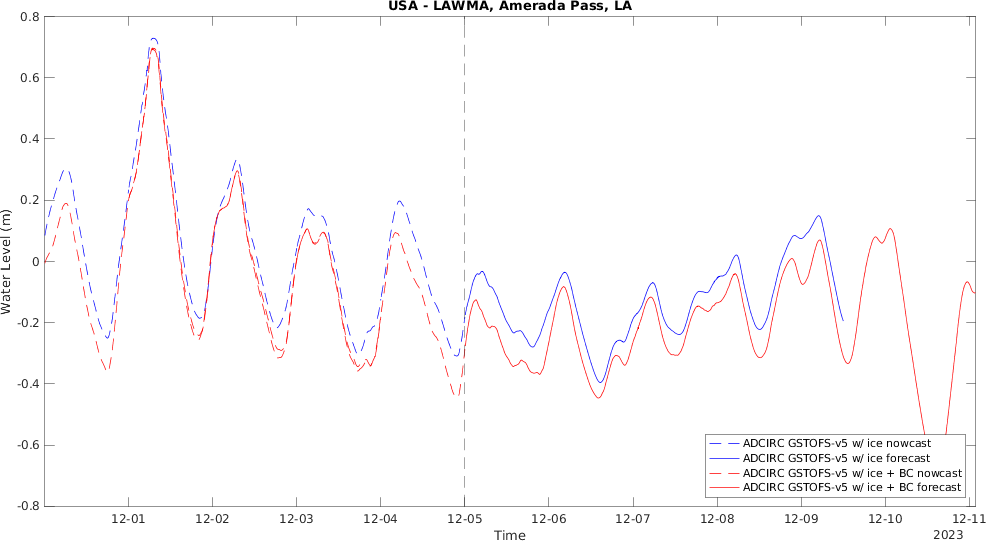 USA - LAWMA, Amerada Pass, LA
0.8
0.6
0.4
0.2
0
-0.2
-0.4
-0.6
-0.8
Water Level (m)
ADCIRC GSTOFS-v5 w/ ice nowcast
ADCIRC GSTOFS-v5 w/ ice forecast
ADCIRC GSTOFS-v5 w/ ice + BC nowcast
ADCIRC GSTOFS-v5 w/ ice + BC forecast
12-01 12-02 12-03 12-04 12-05 12-06 12-07 12-08 12-09 12-10 12-11
Time
2023